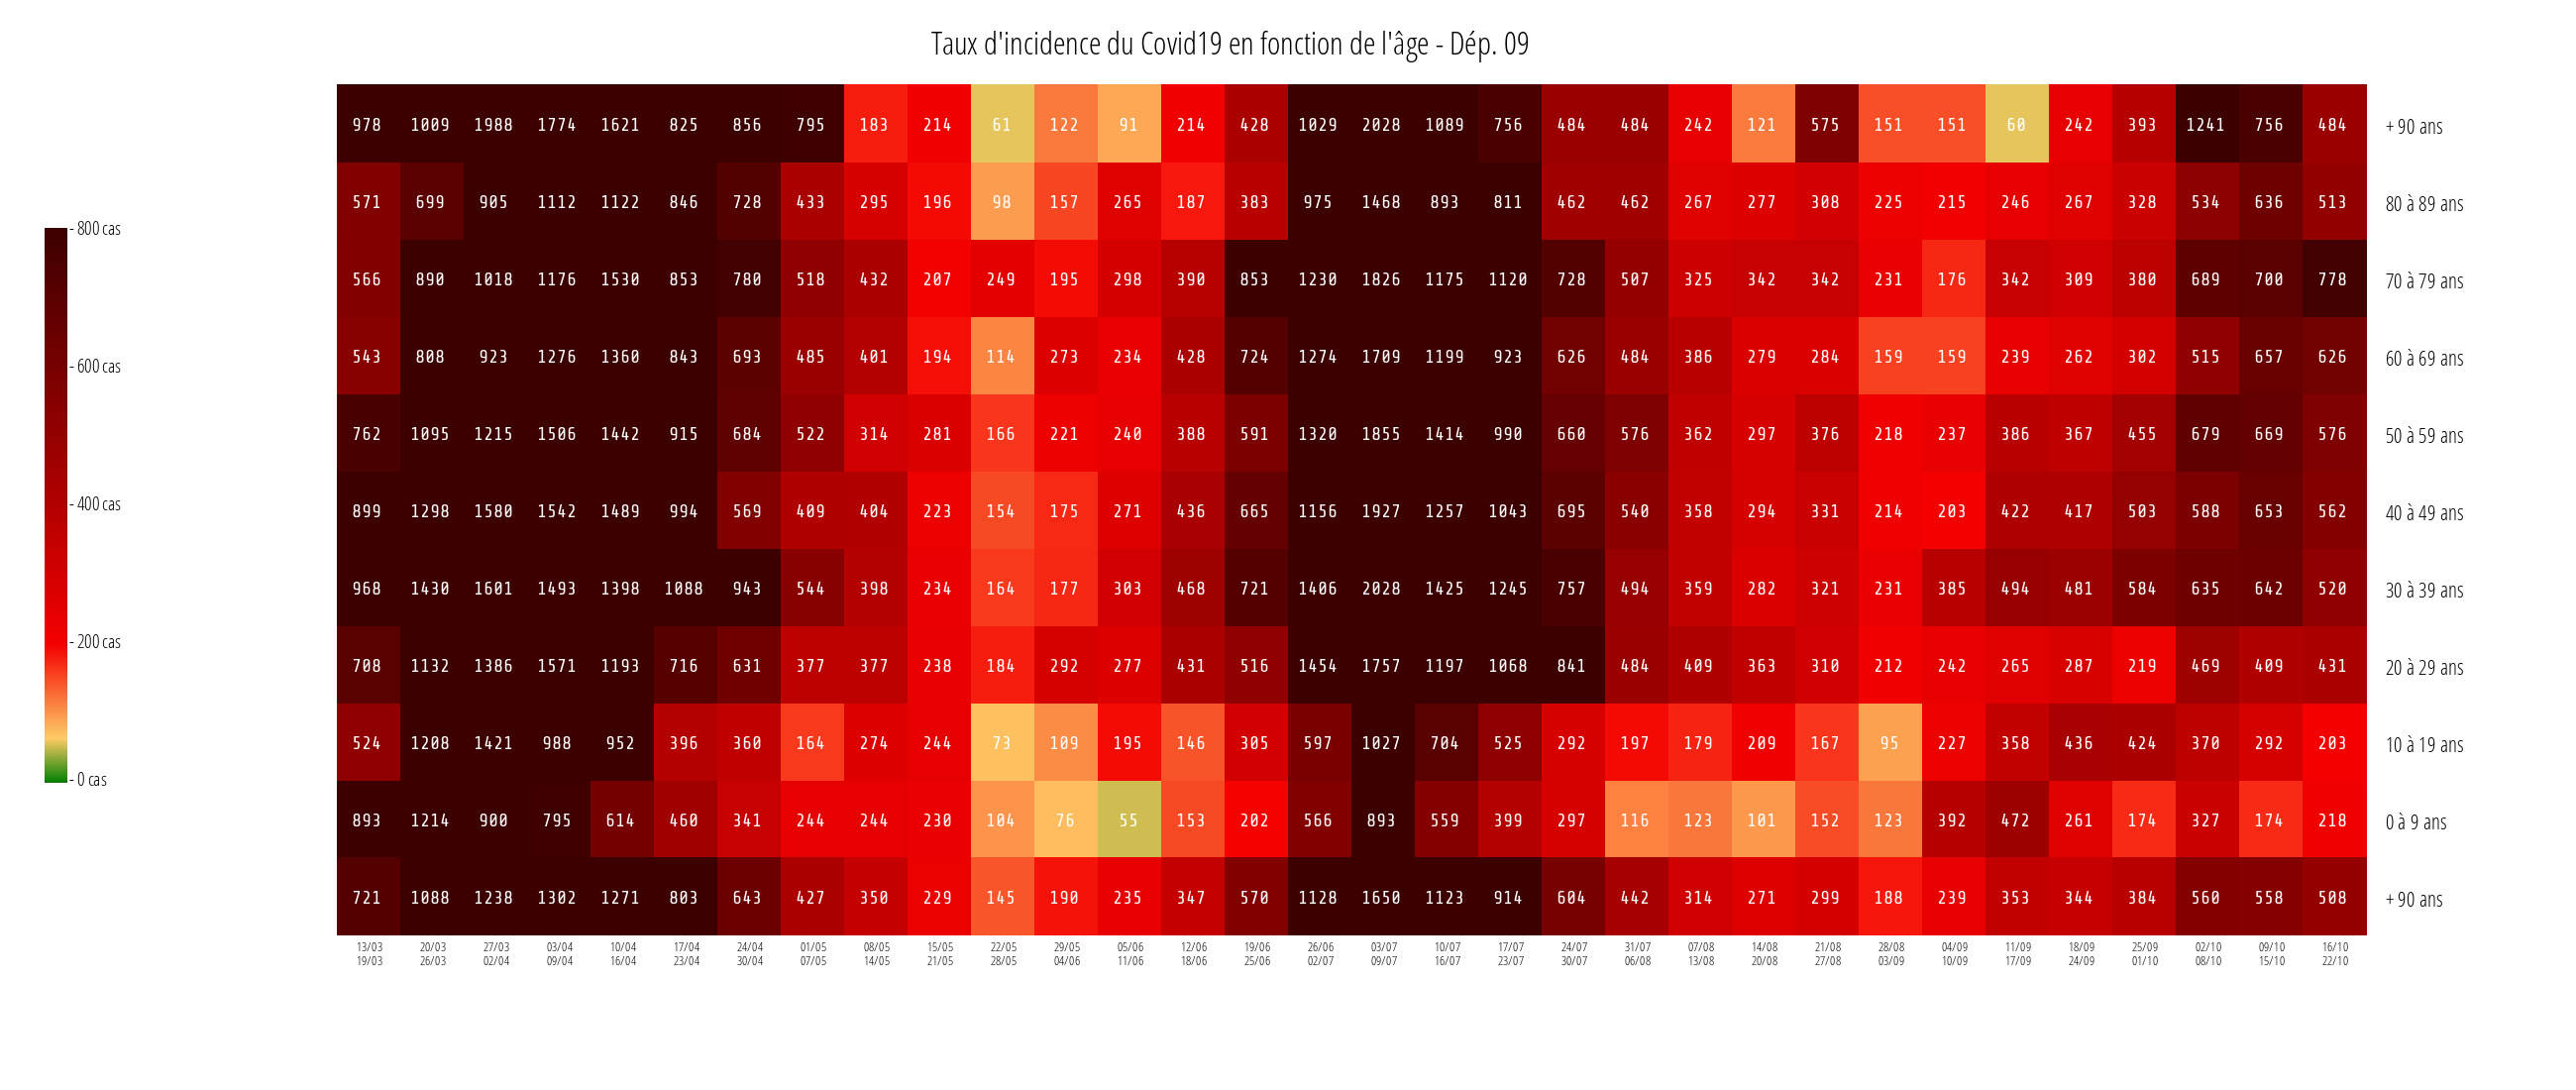 Taux d'incidence du Covid19 en fonction de l'âge - Dép. 09
978 1009 1988 1774 1621 825 856 795 183 214 61 122 91 214 428 1029 2028 1089 756 484 484 242 121 575 151 151 60 242 393 1241 756 484 + 90 ans
571 699 905 1112 1122 846 728 433 295 196 98 157 265 187 383 975 1468 893 811 462 462 267 277 308 225 215 246 267 328 534 636 513 80 à 89 ans
- 800 cas
566 890 1018 1176 1530 853 780 518 432 207 249 195 298 390 853 1230 1826 1175 1120 728 507 325 342 342 231 176 342 309 380 689 700 778 70 à 79 ans
543 808 923 1276 1360 843 693 485 401 194 114 273 234 428 724 1274 1709 1199 923 626 484 386 279 284 159 159 239 262 302 515 657 626 60 à 69 ans
- 600 cas
762 1095 1215 1506 1442 915 684 522 314 281 166 221 240 388 591 1320 1855 1414 990 660 576 362 297 376 218 237 386 367 455 679 669 576 50 à 59 ans
- 400 cas
899 1298 1580 1542 1489 994 569 409 404 223 154 175 271 436 665 1156 1927 1257 1043 695 540 358 294 331 214 203 422 417 503 588 653 562 40 à 49 ans
968 1430 1601 1493 1398 1088 943 544 398 234 164 177 303 468 721 1406 2028 1425 1245 757 494 359 282 321 231 385 494 481 584 635 642 520 30 à 39 ans
- 200 cas
708 1132 1386 1571 1193 716 631 377 377 238 184 292 277 431 516 1454 1757 1197 1068 841 484 409 363 310 212 242 265 287 219 469 409 431 20 à 29 ans
524 1208 1421 988 952 396 360 164 274 244 73 109 195 146 305 597 1027 704 525 292 197 179 209 167 95 227 358 436 424 370 292 203 10 à 19 ans
- 0 cas
893 1214 900 795 614 460 341 244 244 230 104 76 55 153 202 566 893 559 399 297 116 123 101 152 123 392 472 261 174 327 174 218 0 à 9 ans
721 1088 1238 1302 1271 803 643 427 350 229 145 190 235 347 570 1128 1650 1123 914 604 442 314 271 299 188 239 353 344 384 560 558 508 + 90 ans
13/03 20/03 27/03 03/04 10/04 17/04 24/04 01/05 08/05 15/05 22/05 29/05 05/06 12/06 19/06 26/06 03/07 10/07 17/07 24/07 31/07 07/08 14/08 21/08 28/08 04/09 11/09 18/09 25/09 02/10 09/10 16/10
19/03 26/03 02/04 09/04 16/04 23/04 30/04 07/05 14/05 21/05 28/05 04/06 11/06 18/06 25/06 02/07 09/07 16/07 23/07 30/07 06/08 13/08 20/08 27/08 03/09 10/09 17/09 24/09 01/10 08/10 15/10 22/10